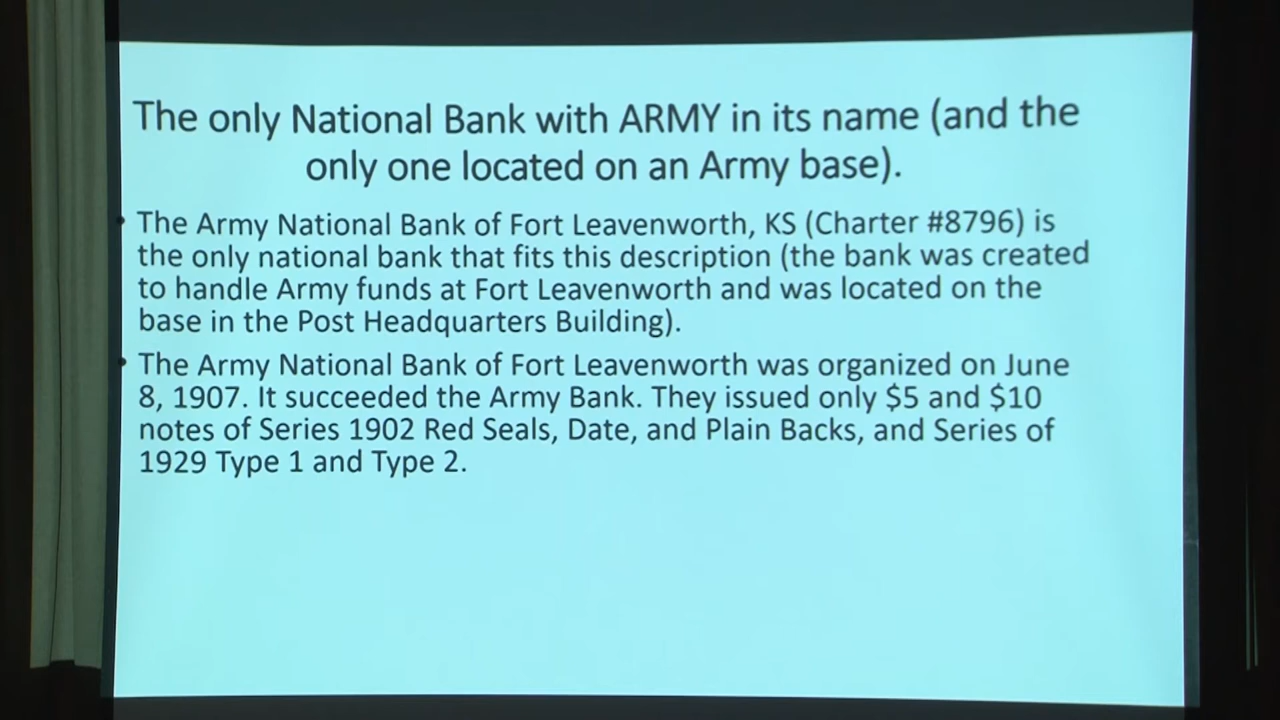 The only National Bank with ARMY in its name (and the
only one located on an Army base).
• The Army National Bank of Fort Leavenworth, KS (Charter #8796) is
the only national bank that fits this description (the bank was created
to handle Army funds at Fort Leavenworth and was located on the
base in the Post Headquarters Building).
• The Army National Bank of Fort Leavenworth was organized on June
8, 1907. It succeeded the Army Bank. They issued only $5 and $10
notes of Series 1902 Red Seals, Date, and Plain Backs, and Series of
1929 Type 1 and Type 2.